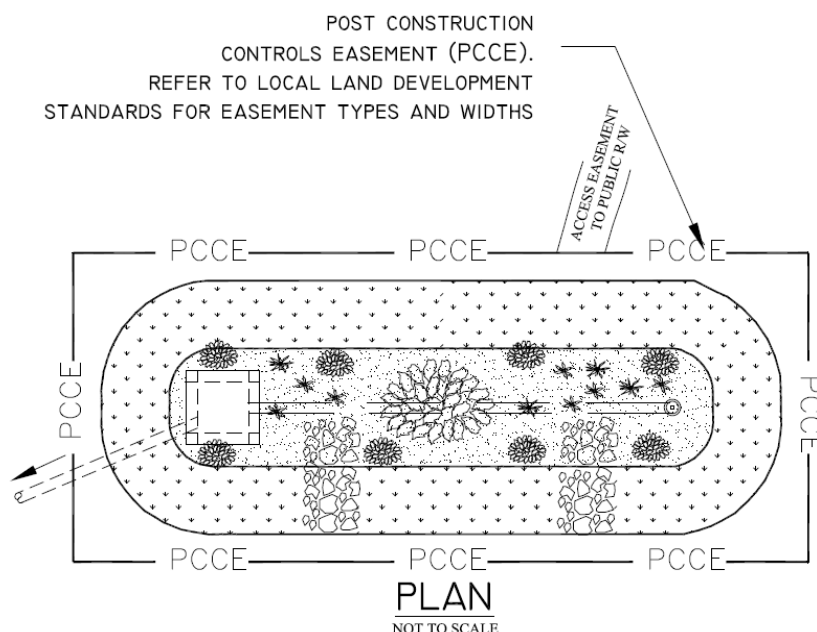 POST CONSTRUCTION
CONTROLS EASEMENT (PCCE).
REFER TO LOCAL LAND DEVELOPMENT
STANDARDS FOR EASEMENT TYPES AND WIDTHS
ACCESS EASEMENT
TO PUBLIC R/W
PCCE PCCE PCCE
PCCE PCCE
PCCE PCCE PCCE
PLAN
NOT TO SCALE